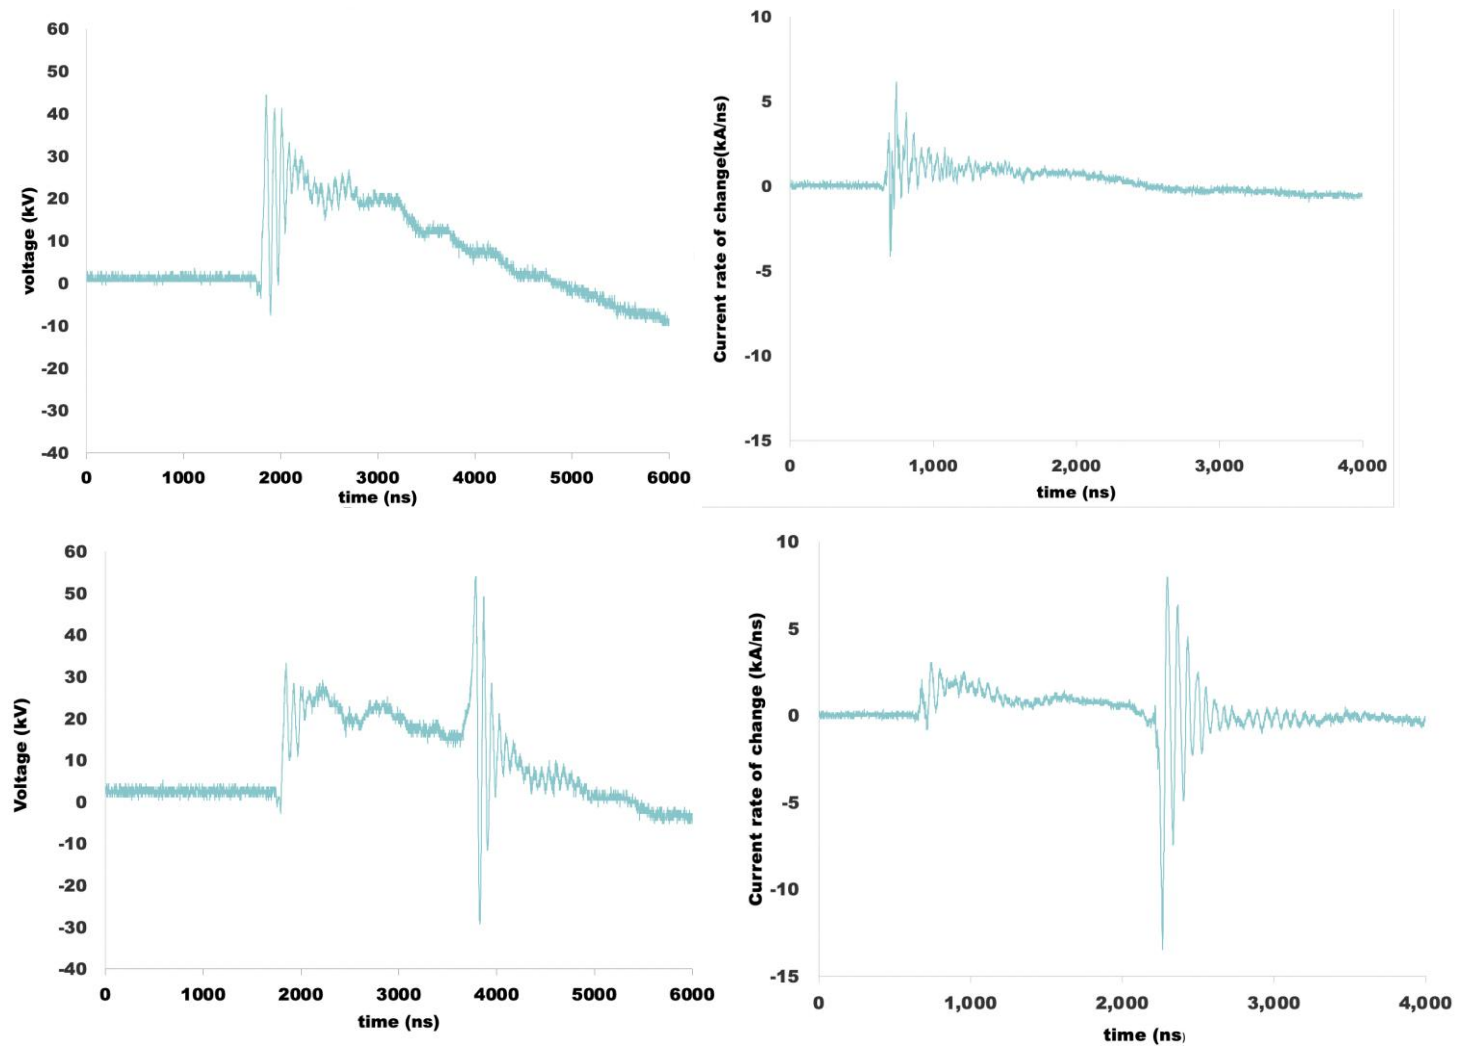 60
50
40
30
20
10
0
-10
-20
-30
-40
voltage (kV)
0 1000 2000 3000 4000 5000 6000
time (ns)
10
5
0
-5
-10
-15
Current rate of change(kA/ns)
0 1,000 2,000 3,000 4,000
time (ns)
60
50
40
30
20
10
0
-10
-20
-30
-40
Voltage (kV)
0 1000 2000 3000 4000 5000 6000
time (ns)
10
5
0
-5
-10
-15
Current rate of change (kA/ns)
0 1,000 2,000 3,000 4,000
time (ns)